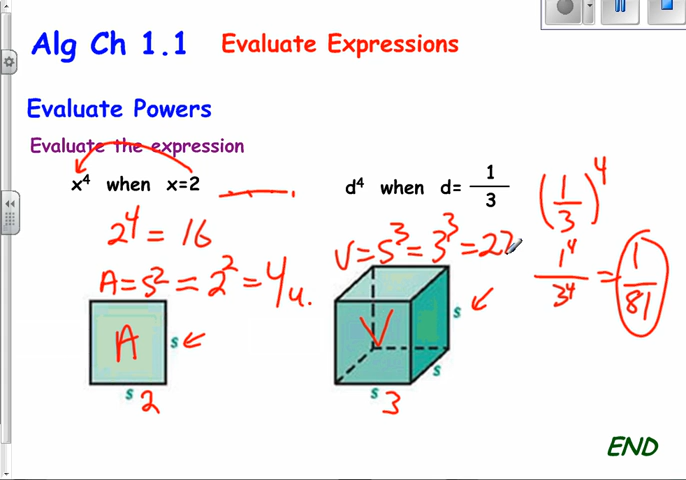 Alg Ch 1.1 Evaluate Expressions
Evaluate Powers
Evaluate the expression
x⁴ when x=2
d⁴ when d= 1/3
(1/3)⁴
2⁴ = 16
1⁴/3⁴ = 1/81
A = s² = 2² = 4u.
V = s³ = 3³ = 27
A
s
s 2
V
s
s
s 3
END